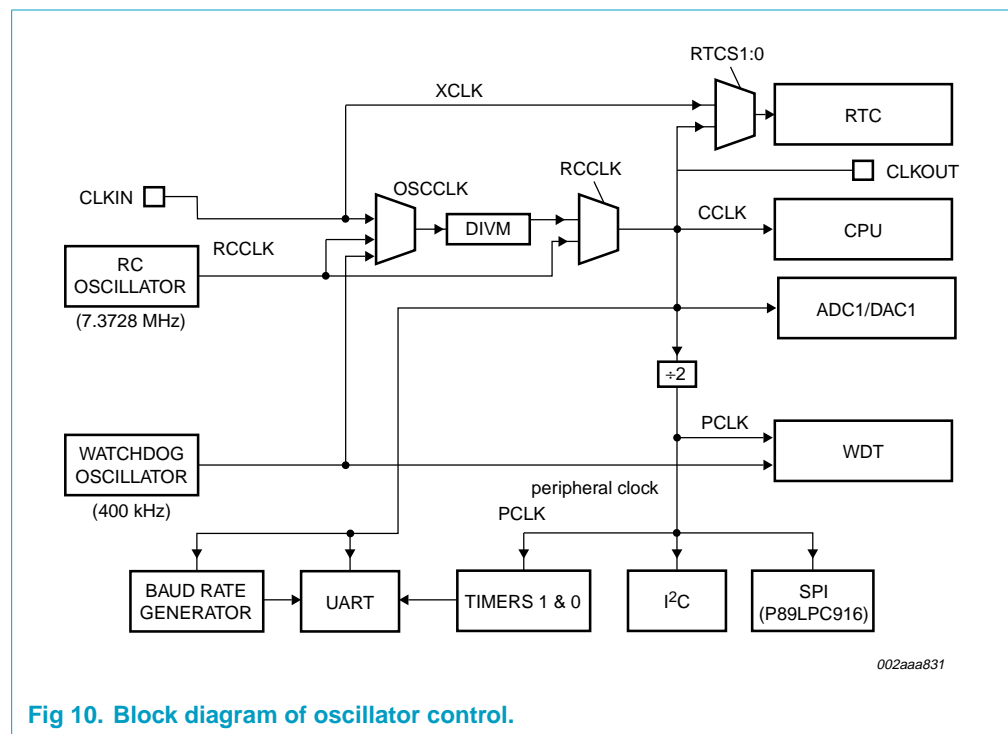 RTCS1:0
XCLK
RTC
CLKIN
OSCCLK
RCCLK
CLKOUT
DIVM
CCLK
CPU
RC
OSCILLATOR
RCCLK
(7.3728 MHz)
ADC1/DAC1
÷2
PCLK
WATCHDOG
OSCILLATOR
WDT
(400 kHz)
peripheral clock
PCLK
BAUD RATE
GENERATOR
UART
TIMERS 1 & 0
I²C
SPI
(P89LPC916)
002aaa831
Fig 10. Block diagram of oscillator control.